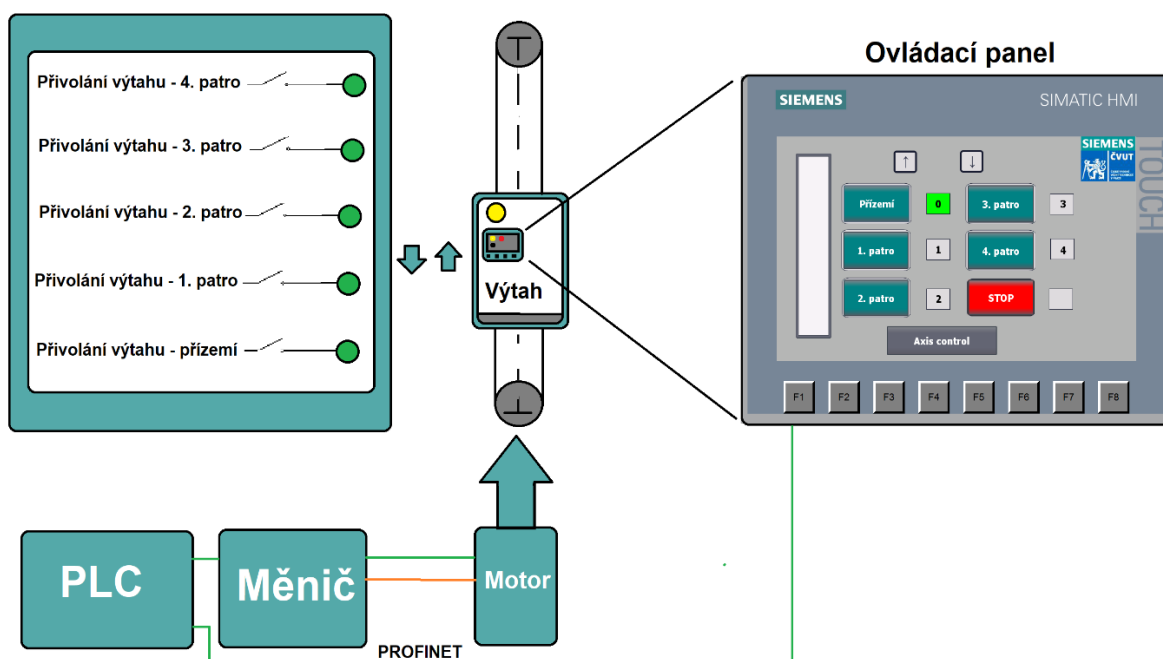 Přivolání výtahu - 4. patro
Přivolání výtahu - 3. patro
Přivolání výtahu - 2. patro
Přivolání výtahu - 1. patro
Přivolání výtahu - přízemí
Výtah
Ovládací panel
SIEMENS
SIMATIC HMI
SIEMENS
ČVUT
TOUCH
↑ ↓
Přízemí 0 3. patro 3
1. patro 1 4. patro 4
2. patro 2 STOP
Axis control
F1 F2 F3 F4 F5 F6 F7 F8
PLC
Měnič
Motor
PROFINET